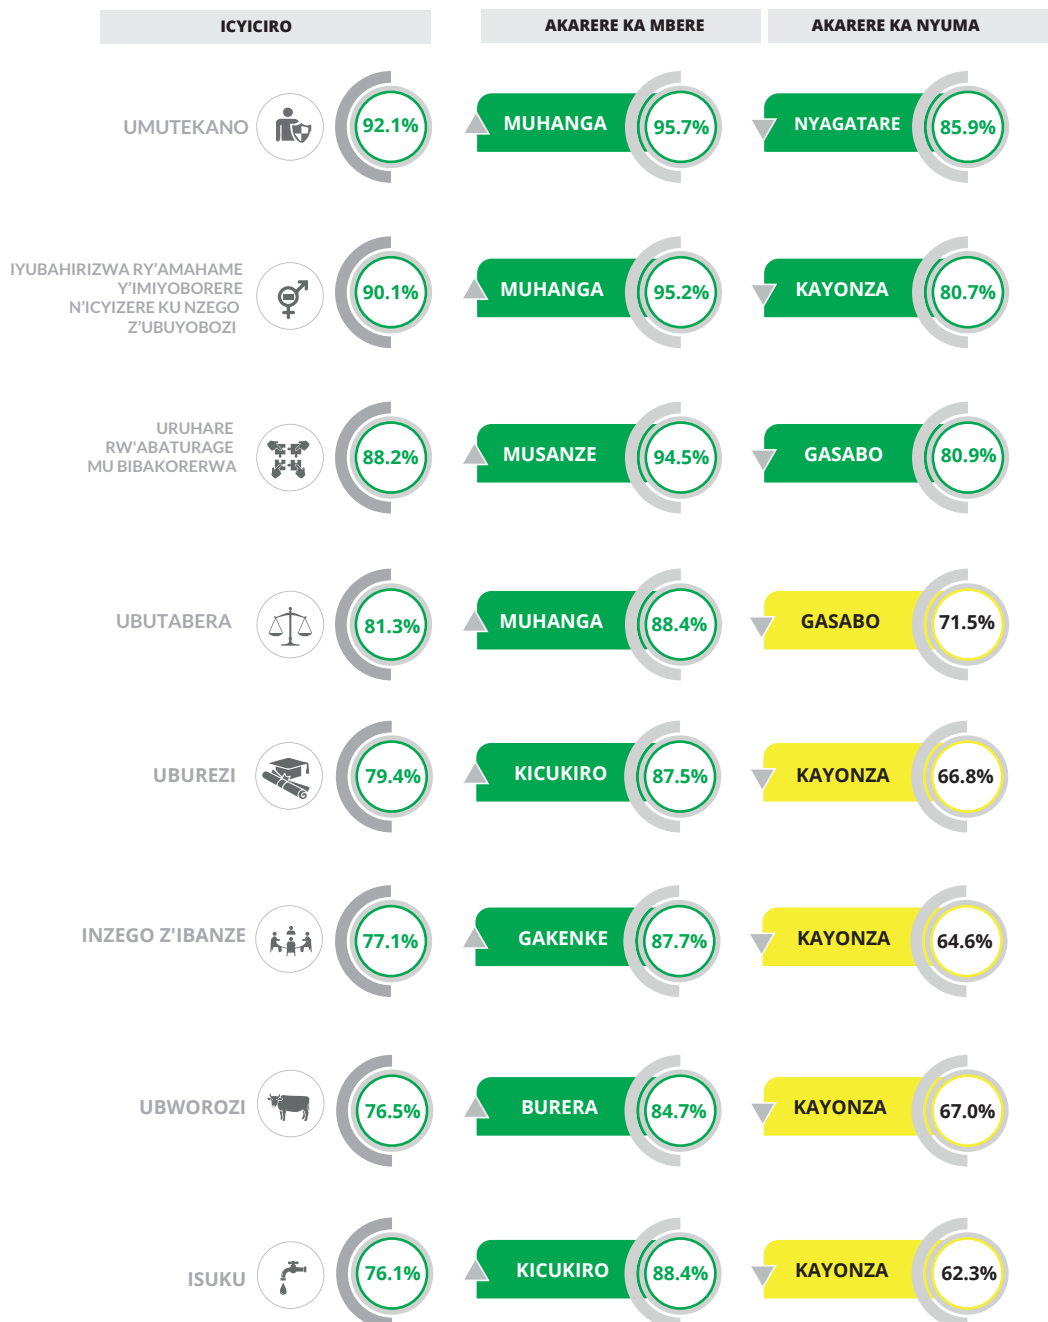 ICYICIRO
AKARERE KA MBERE
AKARERE KA NYUMA
UMUTEKANO
92.1%
MUHANGA
95.7%
NYAGATARE
85.9%
IYUBAHIRIZWA RY’AMAHAME
Y’IMIYOBORERE
N’ICYIZERE KU NZEGO
Z’UBUYOBOZI
90.1%
MUHANGA
95.2%
KAYONZA
80.7%
URUHARE
RW'ABATURAGE
MU BIBAKORERWA
88.2%
MUSANZE
94.5%
GASABO
80.9%
UBUTABERA
81.3%
MUHANGA
88.4%
GASABO
71.5%
UBUREZI
79.4%
KICUKIRO
87.5%
KAYONZA
66.8%
INZEGO Z'IBANZE
77.1%
GAKENKE
87.7%
KAYONZA
64.6%
UBWOROZI
76.5%
BURERA
84.7%
KAYONZA
67.0%
ISUKU
76.1%
KICUKIRO
88.4%
KAYONZA
62.3%